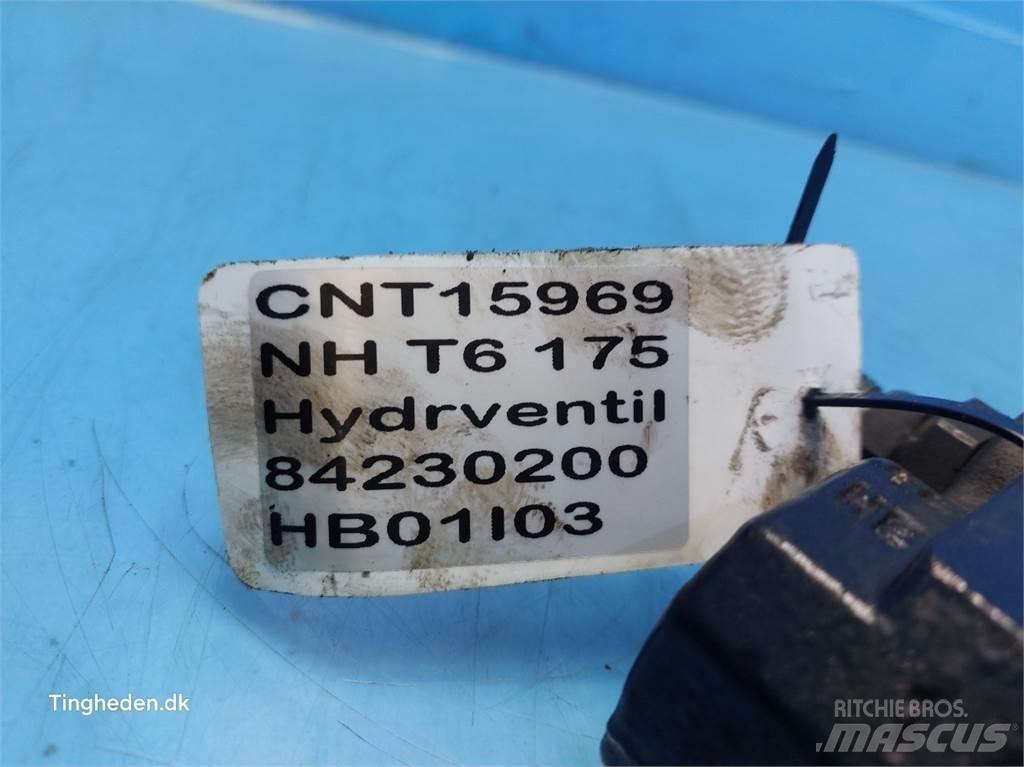 CNT15969
NH T6 175
Hydrventil
84230200
HB01I03
Tingheden.dk
RITCHIE BROS.
MASCUS